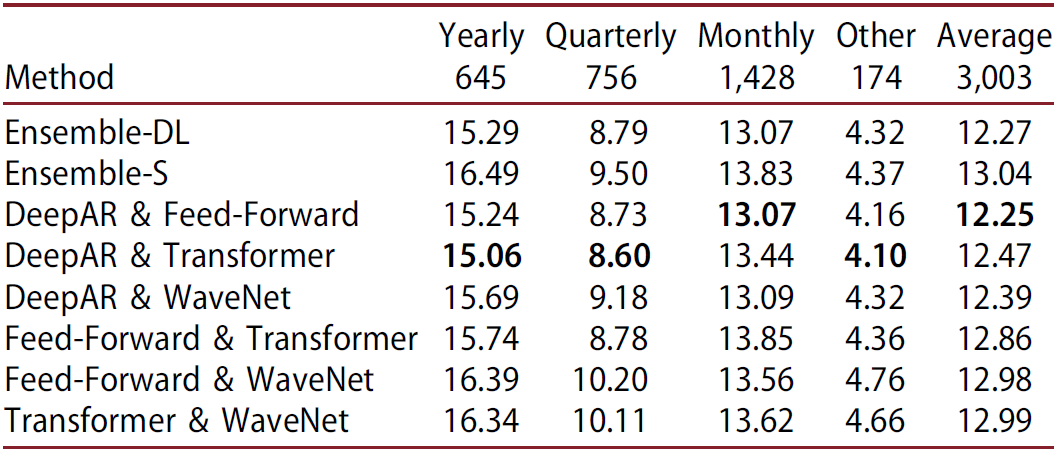 Yearly Quarterly Monthly Other Average
Method 645 756 1,428 174 3,003
Ensemble-DL 15.29 8.79 13.07 4.32 12.27
Ensemble-S 16.49 9.50 13.83 4.37 13.04
DeepAR & Feed-Forward 15.24 8.73 13.07 4.16 12.25
DeepAR & Transformer 15.06 8.60 13.44 4.10 12.47
DeepAR & WaveNet 15.69 9.18 13.09 4.32 12.39
Feed-Forward & Transformer 15.74 8.78 13.85 4.36 12.86
Feed-Forward & WaveNet 16.39 10.20 13.56 4.76 12.98
Transformer & WaveNet 16.34 10.11 13.62 4.66 12.99